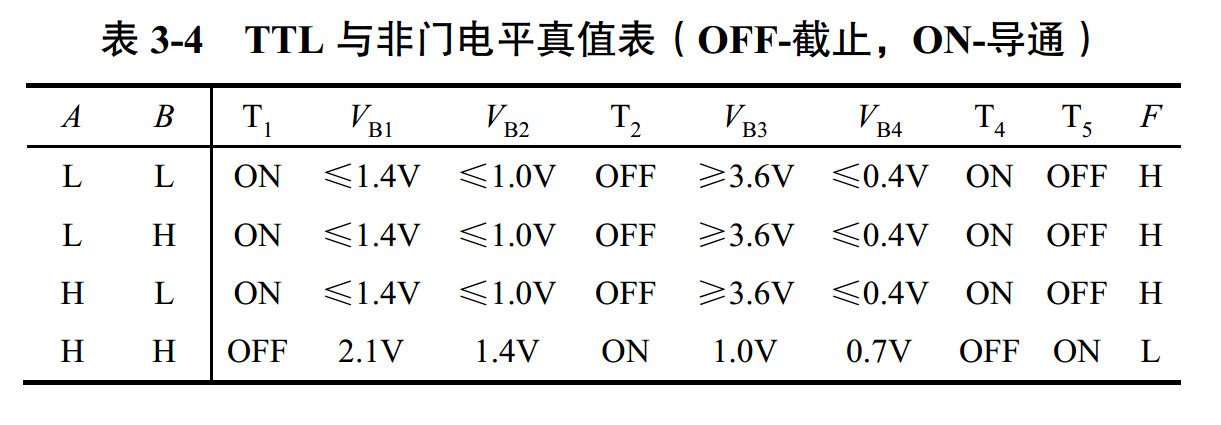 表 3-4 TTL 与非门电平真值表（OFF-截止，ON-导通）
A B T1 VB1 VB2 T2 VB3 VB4 T4 T5 F
L L ON ≤1.4V ≤1.0V OFF ≥3.6V ≤0.4V ON OFF H
L H ON ≤1.4V ≤1.0V OFF ≥3.6V ≤0.4V ON OFF H
H L ON ≤1.4V ≤1.0V OFF ≥3.6V ≤0.4V ON OFF H
H H OFF 2.1V 1.4V ON 1.0V 0.7V OFF ON L